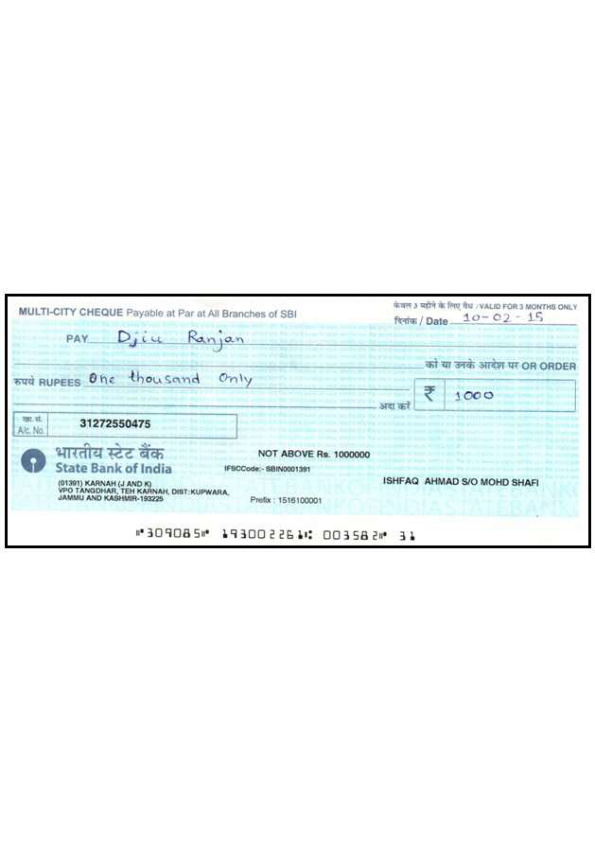 केवल 3 महीने के लिए वैध / VALID FOR 3 MONTHS ONLY
MULTI-CITY CHEQUE Payable at Par at All Branches of SBI
दिनांक / Date 10-02-15
PAY Djiu Ranjan
को या उनके आदेश पर OR ORDER
रुपये RUPEES One thousand Only
अदा करें ₹ 1000
खा. सं. A/c. No. 31272550475
भारतीय स्टेट बैंक
State Bank of India
NOT ABOVE Rs. 1000000
IFSCCode:- SBIN0001391
(01391) KARNAH (J AND K)
VPO TANGDHAR, TEH KARNAH, DIST:KUPWARA,
JAMMU AND KASHMIR-193225
Prefix : 1516100001
ISHFAQ AHMAD S/O MOHD SHAFI
⑈309085⑈ 193002261⑆ 003582⑈ 31